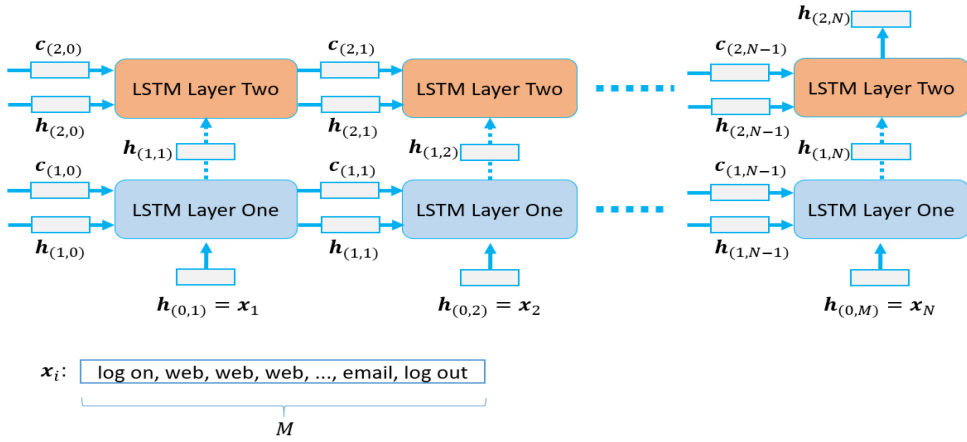 h(2,N)
c(2,0) c(2,1) c(2,N−1)
LSTM Layer Two LSTM Layer Two LSTM Layer Two
h(2,0) h(2,1) h(2,N−1)
h(1,1) h(1,2) h(1,N)
c(1,0) c(1,1) c(1,N−1)
LSTM Layer One LSTM Layer One LSTM Layer One
h(1,0) h(1,1) h(1,N−1)
h(0,1) = x1 h(0,2) = x2 h(0,M) = xN
xi: log on, web, web, web, ..., email, log out
M